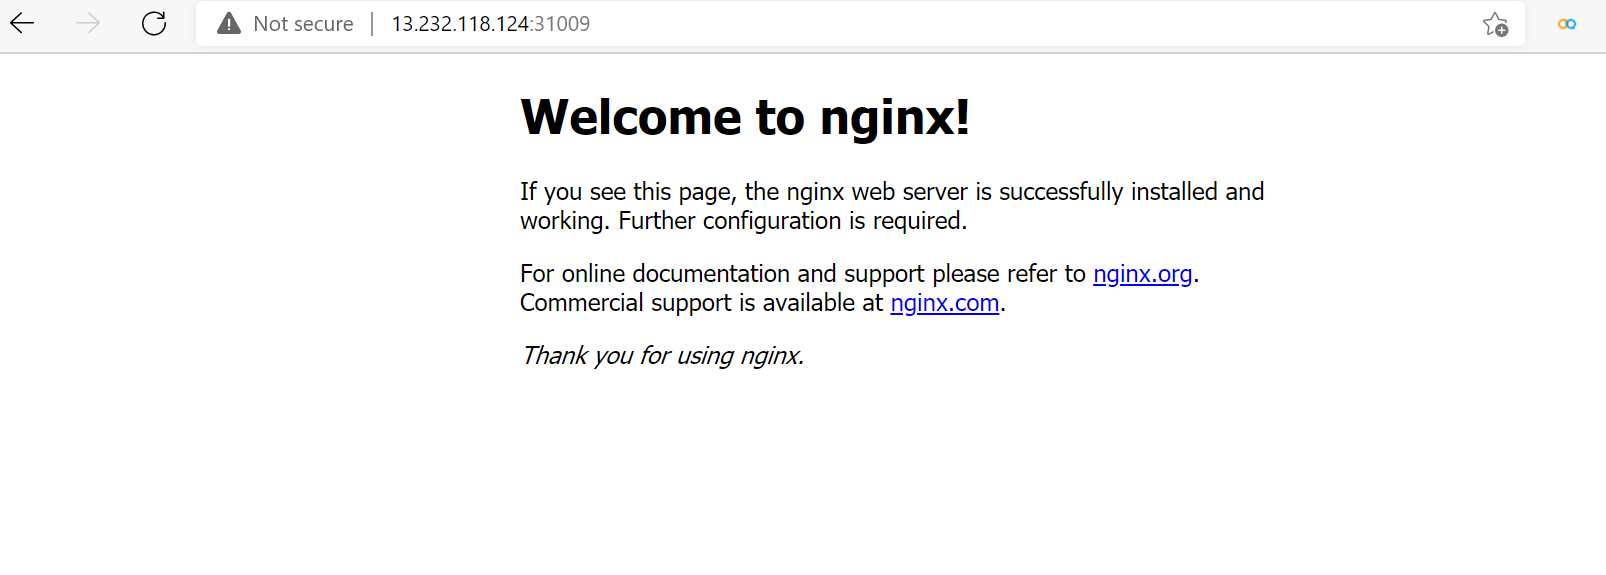 Not secure | 13.232.118.124:31009
Welcome to nginx!
If you see this page, the nginx web server is successfully installed and
working. Further configuration is required.
For online documentation and support please refer to nginx.org.
Commercial support is available at nginx.com.
Thank you for using nginx.